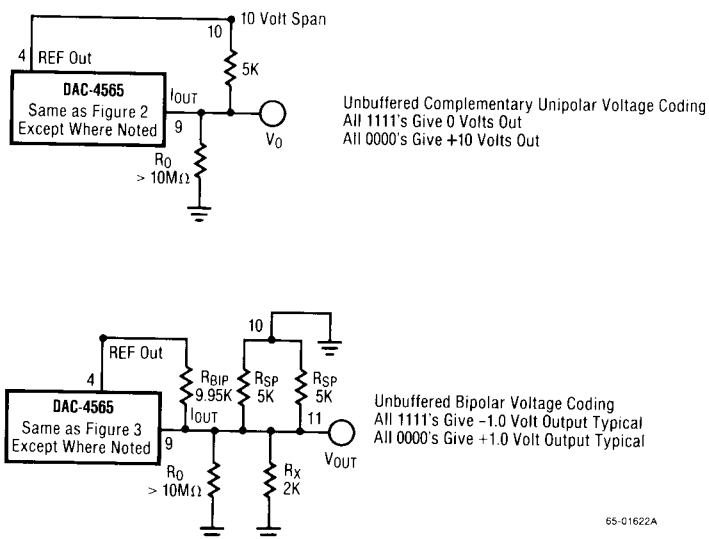 10 Volt Span
10
4 REF Out
5K
DAC-4565
Same as Figure 2
Except Where Noted
IOUT
9
VO
RO
> 10MΩ
Unbuffered Complementary Unipolar Voltage Coding
All 1111's Give 0 Volts Out
All 0000's Give +10 Volts Out
10
REF Out
4
RBIP
9.95K
RSP
5K
RSP
5K
DAC-4565
Same as Figure 3
Except Where Noted
IOUT
9
11
VOUT
RO
> 10MΩ
RX
2K
Unbuffered Bipolar Voltage Coding
All 1111's Give −1.0 Volt Output Typical
All 0000's Give +1.0 Volt Output Typical
65-01622A